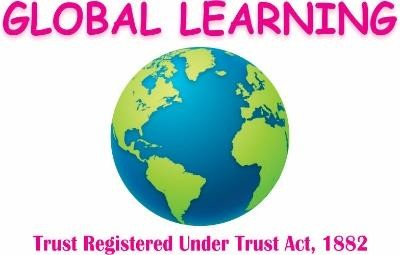 GLOBAL LEARNING
Trust Registered Under Trust Act, 1882